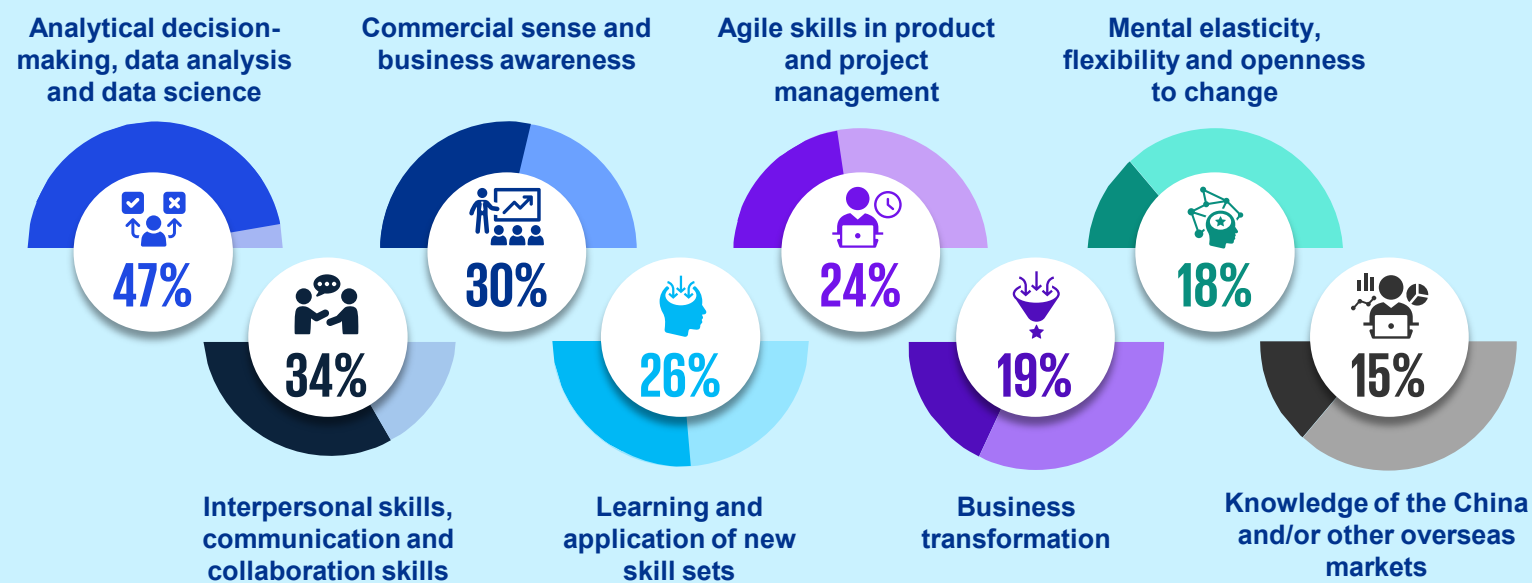 Analytical decision-
making, data analysis
and data science
47%
Interpersonal skills,
communication and
collaboration skills
34%
Commercial sense and
business awareness
30%
Learning and
application of new
skill sets
26%
Agile skills in product
and project
management
24%
Business
transformation
19%
Mental elasticity,
flexibility and openness
to change
18%
Knowledge of the China
and/or other overseas
markets
15%